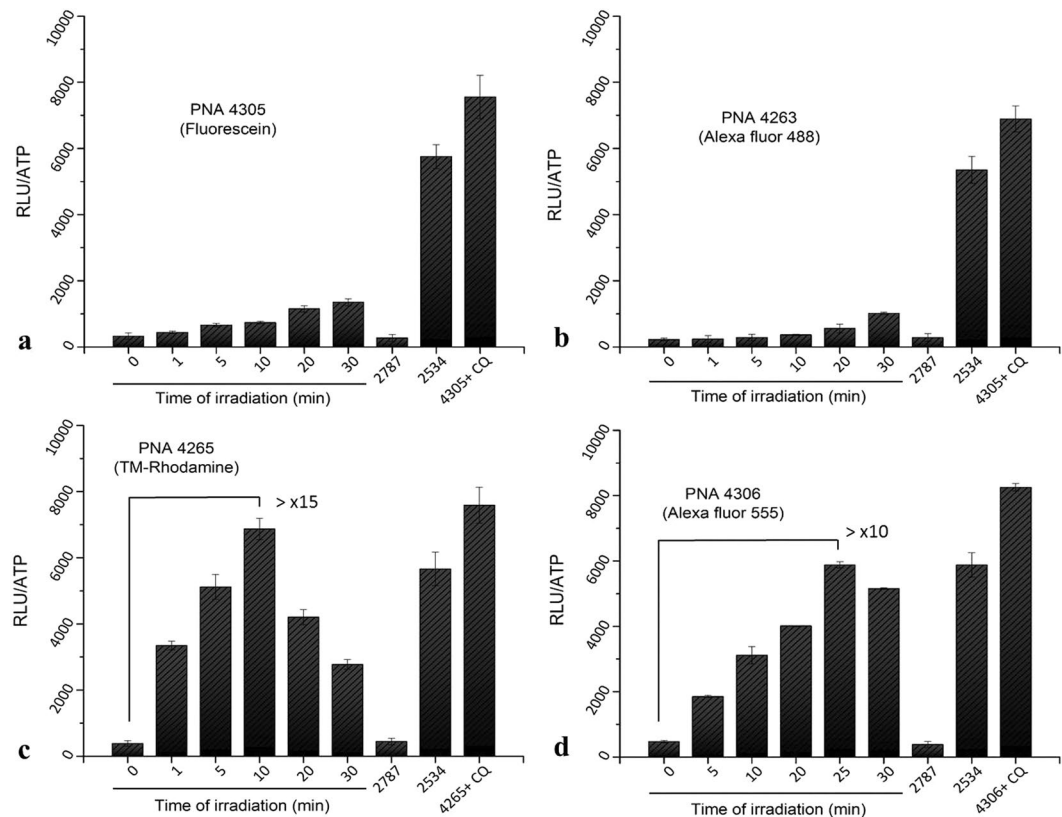 10000
8000
6000
4000
2000
0
RLU/ATP
PNA 4305
(Fluorescein)
a
0 1 5 10 20 30 2787 2534 4305+ CQ
Time of irradiation (min)
10000
8000
6000
4000
2000
0
RLU/ATP
PNA 4263
(Alexa fluor 488)
b
0 1 5 10 20 30 2787 2534 4305+ CQ
Time of irradiation (min)
10000
8000
6000
4000
2000
0
RLU/ATP
PNA 4265
(TM-Rhodamine)
> x15
c
0 1 5 10 20 30 2787 2534 4265+ CQ
Time of irradiation (min)
10000
8000
6000
4000
2000
0
RLU/ATP
PNA 4306
(Alexa fluor 555)
> x10
d
0 5 10 20 25 30 2787 2534 4306+ CQ
Time of irradiation (min)